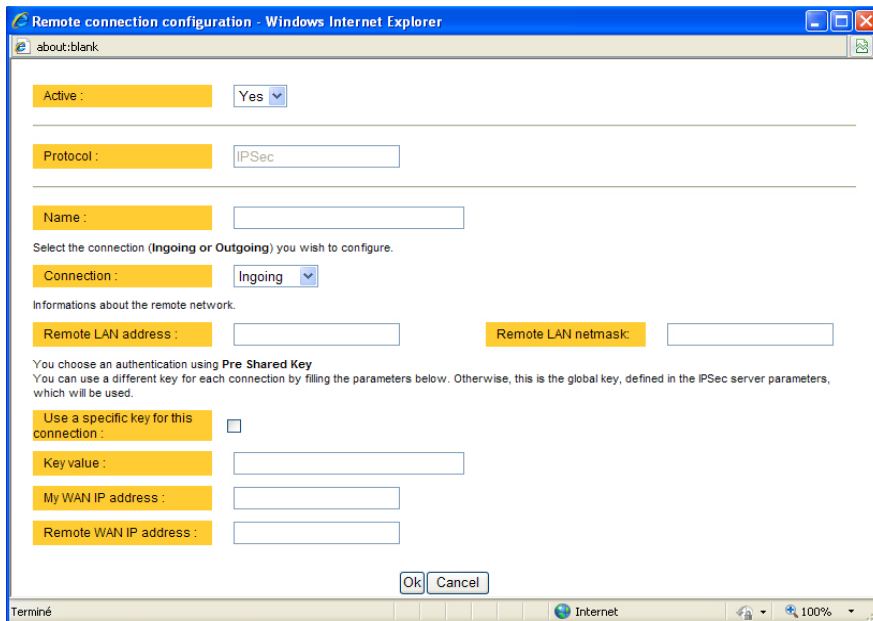 Remote connection configuration - Windows Internet Explorer
about:blank
Active :
Yes
Protocol :
IPSec
Name :
Select the connection (Ingoing or Outgoing) you wish to configure.
Connection :
Ingoing
Informations about the remote network.
Remote LAN address :
Remote LAN netmask:
You choose an authentication using Pre Shared Key
You can use a different key for each connection by filling the parameters below. Otherwise, this is the global key, defined in the IPSec server parameters,
which will be used.
Use a specific key for this
connection :
Key value :
My WAN IP address :
Remote WAN IP address :
Ok Cancel
Terminé Internet 100%